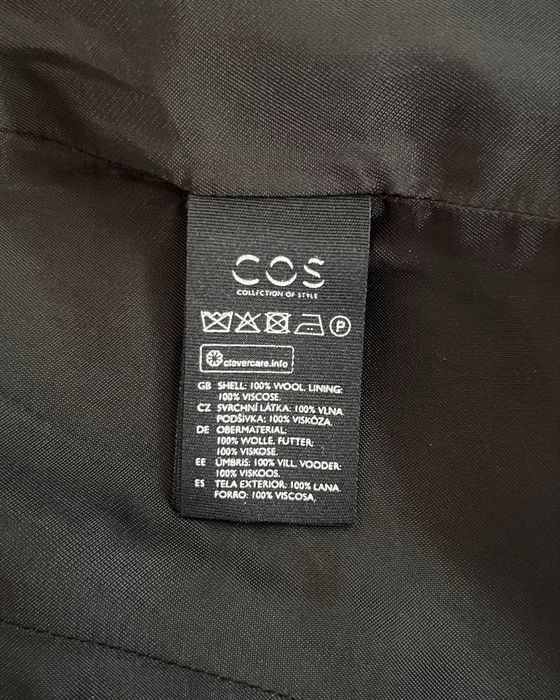 COS
COLLECTION OF STYLE
P
clevercare.info
GB SHELL: 100% WOOL. LINING:
100% VISCOSE.
CZ SVRCHNÍ LÁTKA: 100% VLNA.
PODŠÍVKA: 100% VISKÓZA.
DE OBERMATERIAL:
100% WOLLE. FUTTER:
100% VISKOSE.
EE ÜMBRIS: 100% VILL. VOODER:
100% VISKOOS.
ES TELA EXTERIOR: 100% LANA.
FORRO: 100% VISCOSA.